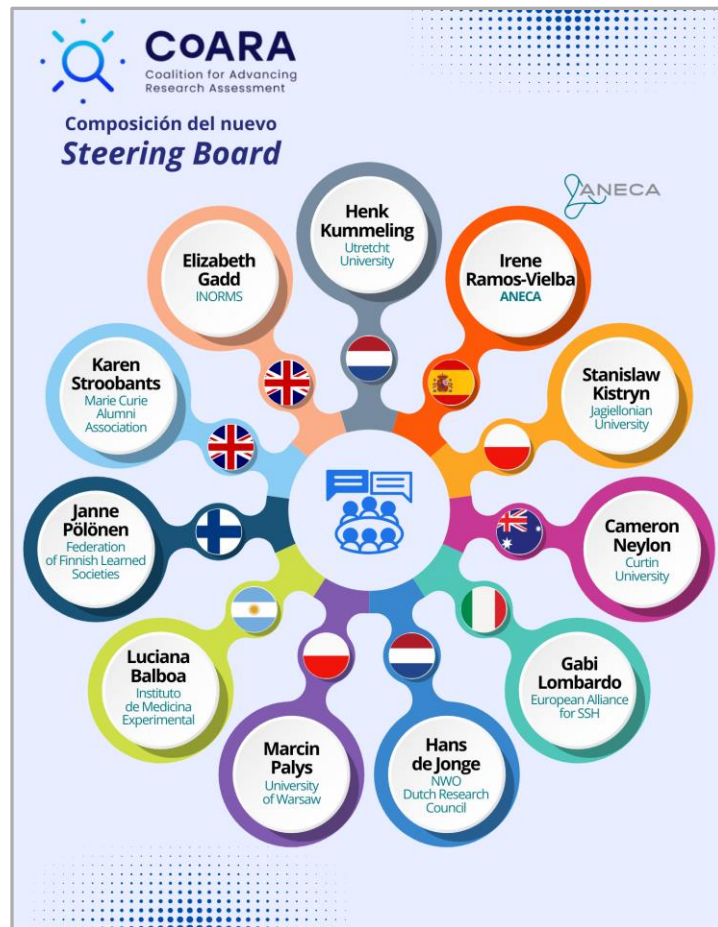 CoARA
Coalition for Advancing
Research Assessment
Composición del nuevo
Steering Board
ANECA
Henk
Kummeling
Utretcht
University
Irene
Ramos-Vielba
ANECA
Stanislaw
Kistryn
Jagiellonian
University
Cameron
Neylon
Curtin
University
Gabi
Lombardo
European Alliance
for SSH
Hans
de Jonge
NWO
Dutch Research
Council
Marcin
Palys
University
of Warsaw
Luciana
Balboa
Instituto
de Medicina
Experimental
Janne
Pölönen
Federation
of Finnish Learned
Societies
Karen
Stroobants
Marie Curie
Alumni
Association
Elizabeth
Gadd
INORMS